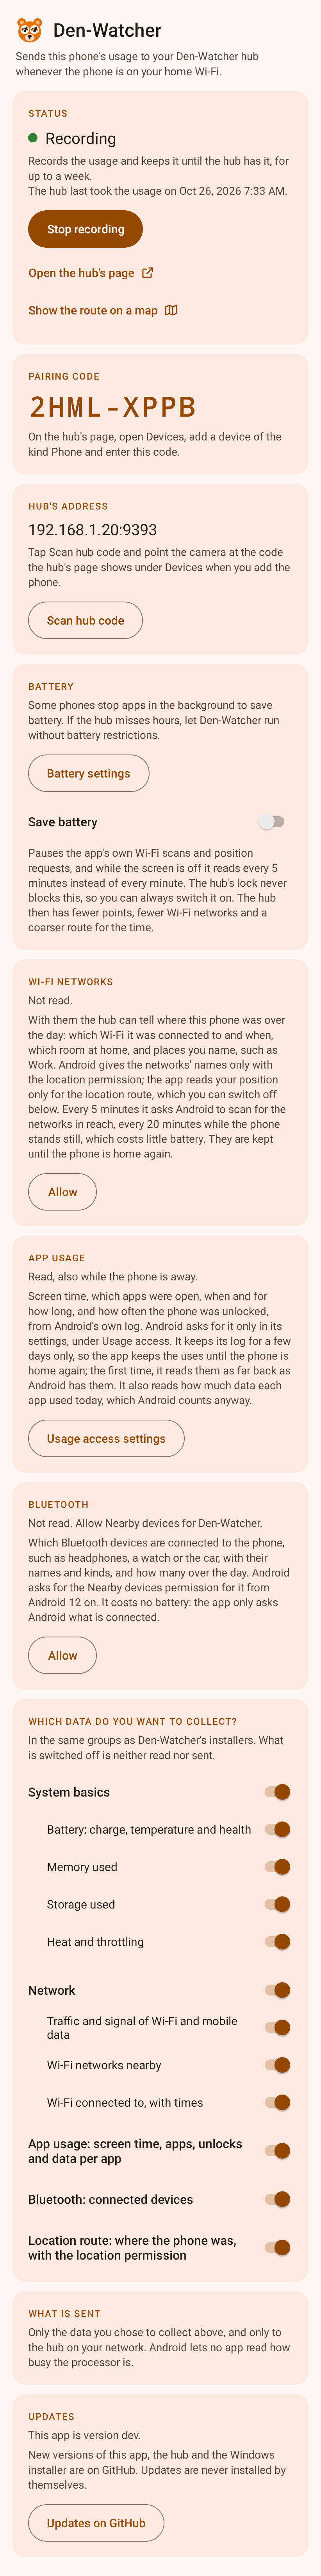 Den-Watcher
Sends this phone's usage to your Den-Watcher hub
whenever the phone is on your home Wi-Fi.
STATUS
Recording
Records the usage and keeps it until the hub has it, for
up to a week.
The hub last took the usage on Oct 26, 2026 7:33 AM.
Stop recording
Open the hub's page
Show the route on a map
PAIRING CODE
2HML-XPPB
On the hub's page, open Devices, add a device of the
kind Phone and enter this code.
HUB'S ADDRESS
192.168.1.20:9393
Tap Scan hub code and point the camera at the code
the hub's page shows under Devices when you add the
phone.
Scan hub code
BATTERY
Some phones stop apps in the background to save
battery. If the hub misses hours, let Den-Watcher run
without battery restrictions.
Battery settings
Save battery
Pauses the app's own Wi-Fi scans and position
requests, and while the screen is off it reads every 5
minutes instead of every minute. The hub's lock never
blocks this, so you can always switch it on. The hub
then has fewer points, fewer Wi-Fi networks and a
coarser route for the time.
WI-FI NETWORKS
Not read.
With them the hub can tell where this phone was over
the day: which Wi-Fi it was connected to and when,
which room at home, and places you name, such as
Work. Android gives the networks' names only with
the location permission; the app reads your position
only for the location route, which you can switch off
below. Every 5 minutes it asks Android to scan for the
networks in reach, every 20 minutes while the phone
stands still, which costs little battery. They are kept
until the phone is home again.
Allow
APP USAGE
Read, also while the phone is away.
Screen time, which apps were open, when and for
how long, and how often the phone was unlocked,
from Android's own log. Android asks for it only in its
settings, under Usage access. It keeps its log for a few
days only, so the app keeps the uses until the phone is
home again; the first time, it reads them as far back as
Android has them. It also reads how much data each
app used today, which Android counts anyway.
Usage access settings
BLUETOOTH
Not read. Allow Nearby devices for Den-Watcher.
Which Bluetooth devices are connected to the phone,
such as headphones, a watch or the car, with their
names and kinds, and how many over the day. Android
asks for the Nearby devices permission for it from
Android 12 on. It costs no battery: the app only asks
Android what is connected.
Allow
WHICH DATA DO YOU WANT TO COLLECT?
In the same groups as Den-Watcher's installers. What
is switched off is neither read nor sent.
System basics
Battery: charge, temperature and health
Memory used
Storage used
Heat and throttling
Network
Traffic and signal of Wi-Fi and mobile
data
Wi-Fi networks nearby
Wi-Fi connected to, with times
App usage: screen time, apps, unlocks
and data per app
Bluetooth: connected devices
Location route: where the phone was,
with the location permission
WHAT IS SENT
Only the data you chose to collect above, and only to
the hub on your network. Android lets no app read how
busy the processor is.
UPDATES
This app is version dev.
New versions of this app, the hub and the Windows
installer are on GitHub. Updates are never installed by
themselves.
Updates on GitHub